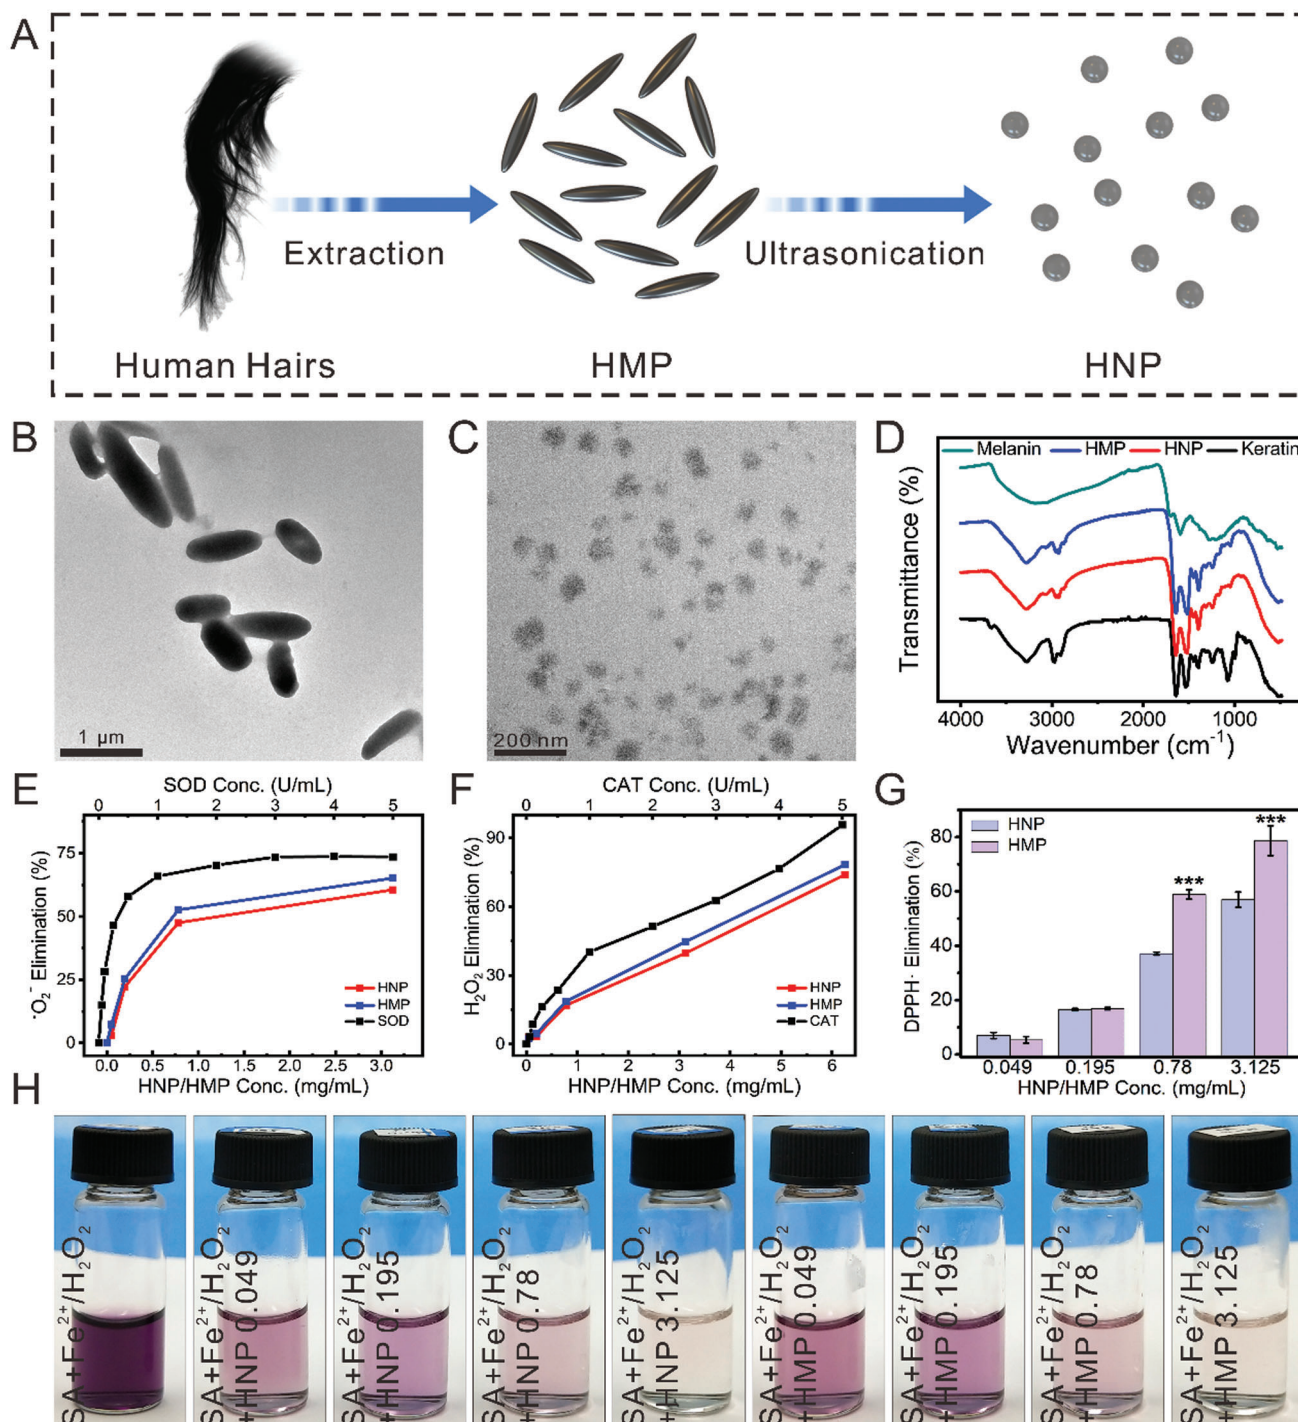 A
Extraction
Ultrasonication
Human Hairs
HMP
HNP
B
1 μm
C
200 nm
D
Melanin HMP HNP Keratin
Transmittance (%)
4000 3000 2000 1000
Wavenumber (cm⁻¹)
E
SOD Conc. (U/mL)
0 1 2 3 4 5
·O₂⁻ Elimination (%)
75
50
25
0
HNP
HMP
SOD
0.0 0.5 1.0 1.5 2.0 2.5 3.0
HNP/HMP Conc. (mg/mL)
F
CAT Conc. (U/mL)
0 1 2 3 4 5
H₂O₂ Elimination (%)
90
60
30
0
HNP
HMP
CAT
0 1 2 3 4 5 6
HNP/HMP Conc. (mg/mL)
G
HNP
HMP
DPPH· Elimination (%)
80
60
40
20
0
***
***
0.049 0.195 0.78 3.125
HNP/HMP Conc. (mg/mL)
H
SA+Fe²⁺/H₂O₂
SA+Fe²⁺/H₂O₂
+HNP 0.049
SA+Fe²⁺/H₂O₂
+HNP 0.195
SA+Fe²⁺/H₂O₂
+HNP 0.78
SA+Fe²⁺/H₂O₂
+HNP 3.125
SA+Fe²⁺/H₂O₂
+HMP 0.049
SA+Fe²⁺/H₂O₂
+HMP 0.195
SA+Fe²⁺/H₂O₂
+HMP 0.78
SA+Fe²⁺/H₂O₂
+HMP 3.125